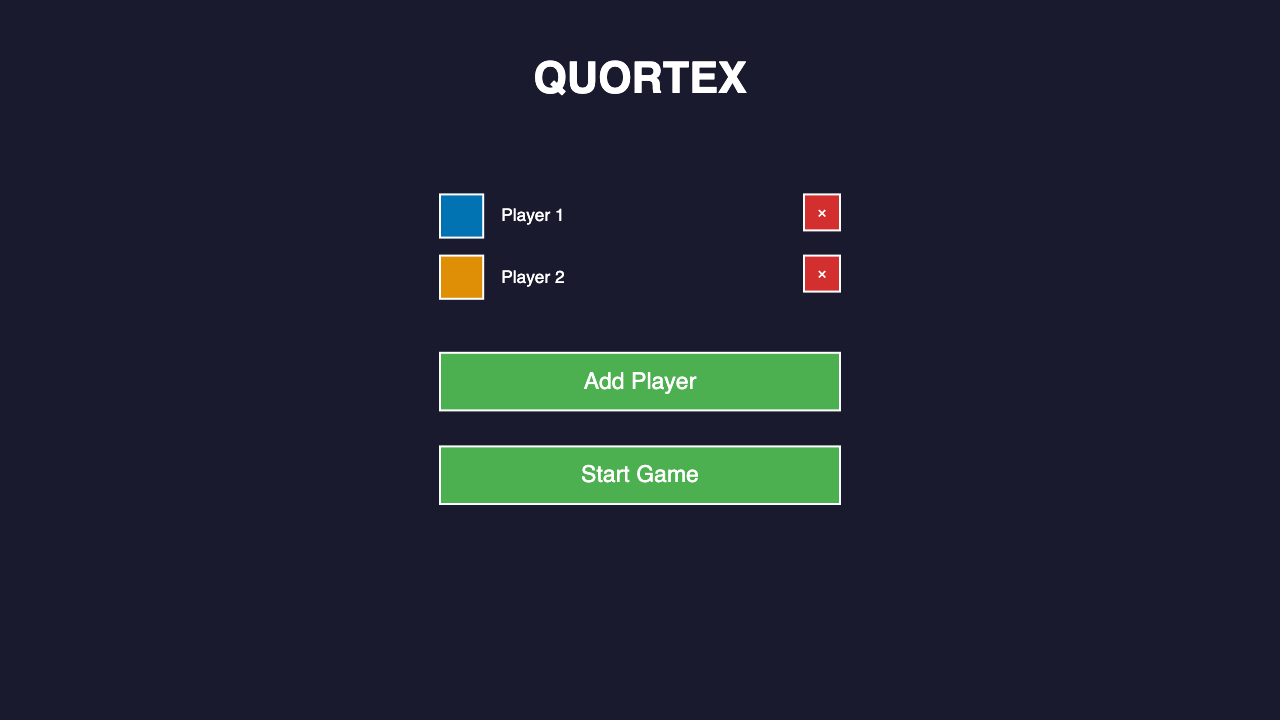 QUORTEX
Player 1 ×
Player 2 ×
Add Player
Start Game